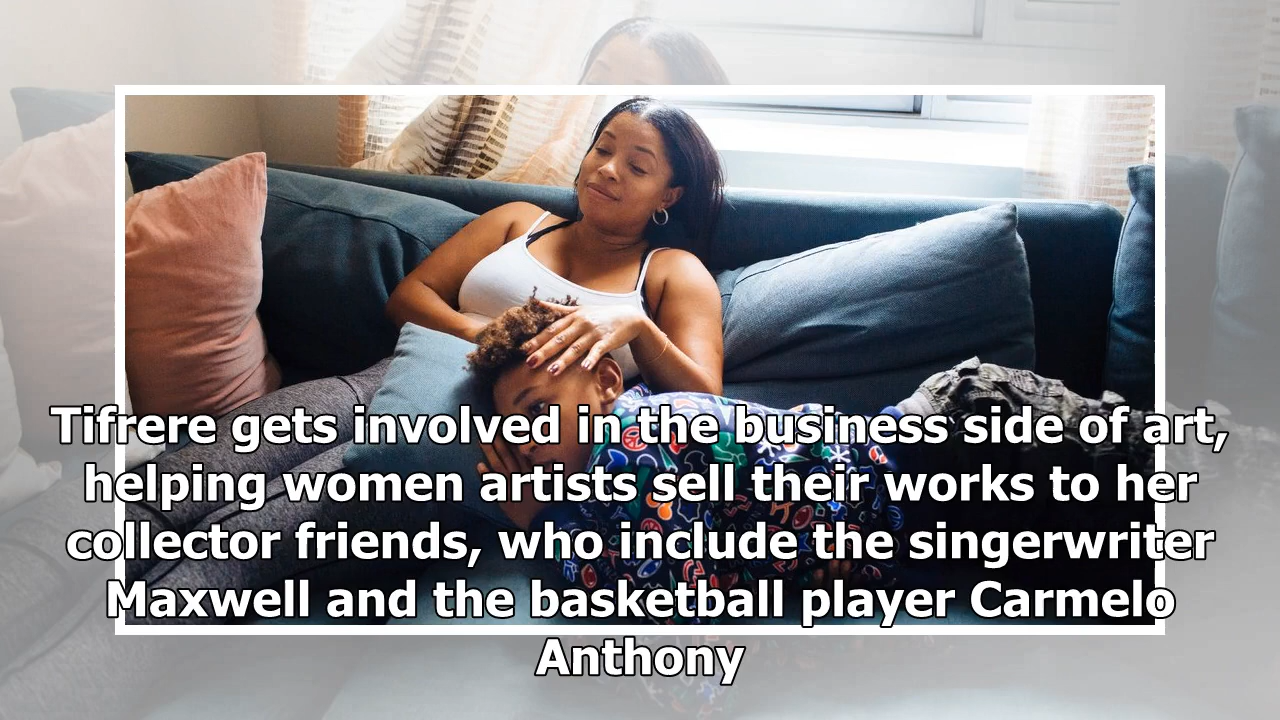 Tifrere gets involved in the business side of art,
helping women artists sell their works to her
collector friends, who include the singerwriter
Maxwell and the basketball player Carmelo
Anthony